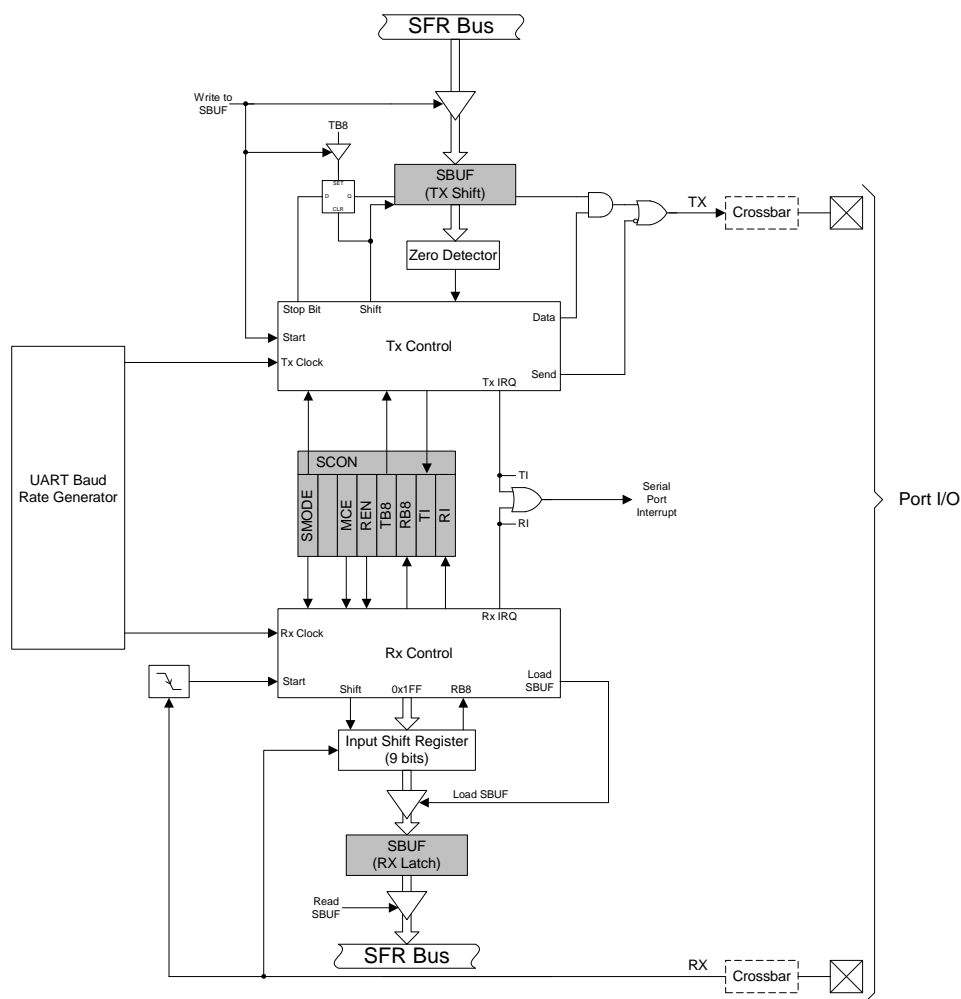 SFR Bus
Write to
SBUF
TB8
SET
D
Q
CLR
SBUF
(TX Shift)
TX
Crossbar
Zero Detector
Stop Bit
Shift
Data
Start
Tx Control
Tx Clock
Send
Tx IRQ
UART Baud
Rate Generator
SCON
SMODE
MCE
REN
TB8
RB8
TI
RI
TI
RI
Serial
Port
Interrupt
Port I/O
Rx IRQ
Rx Clock
Rx Control
Start
Load
SBUF
Shift
0x1FF
RB8
Input Shift Register
(9 bits)
Load SBUF
SBUF
(RX Latch)
Read
SBUF
SFR Bus
RX
Crossbar